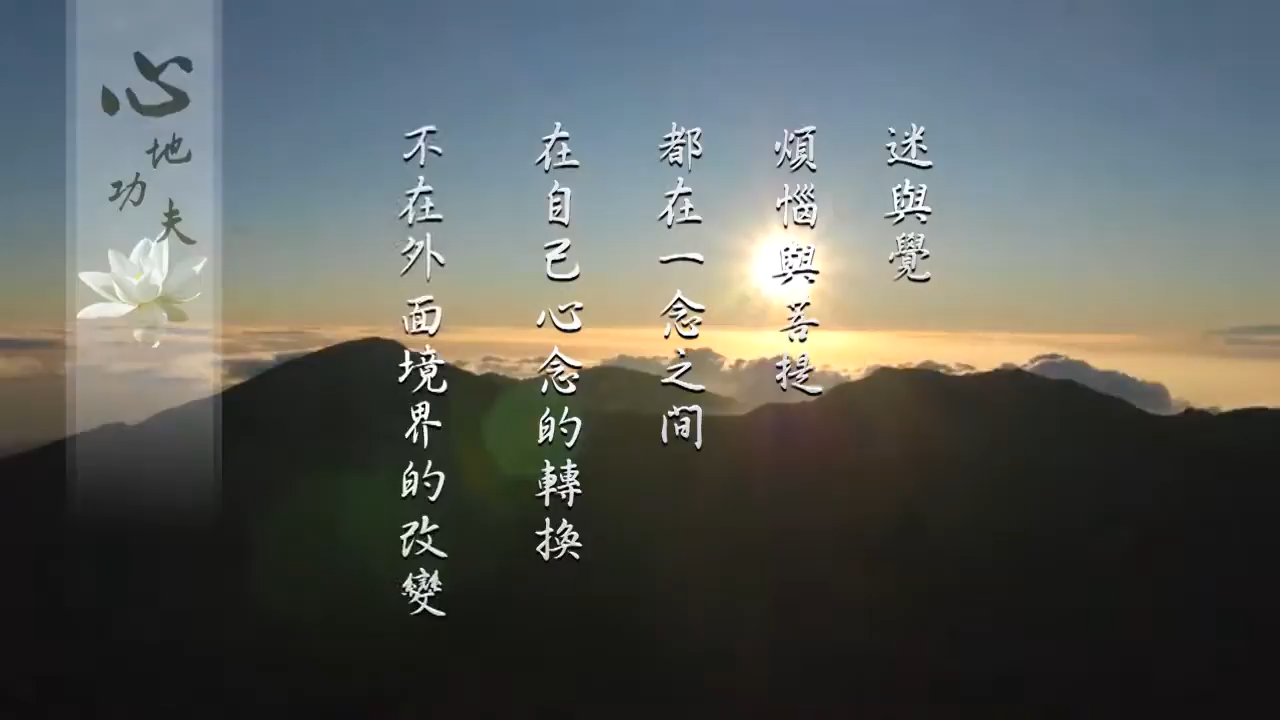 迷與覺
煩惱與菩提
都在一念之間
在自己心念的轉換
不在外面境界的改變
心地功夫